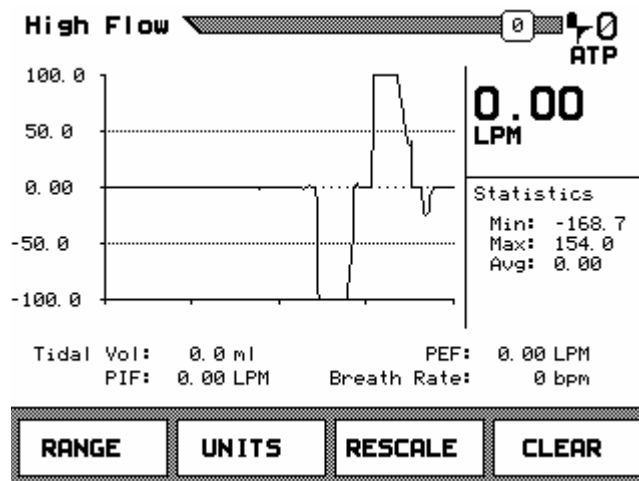 High Flow 0 0
ATP
100.0
0.00
50.0
LPM
0.00
Statistics
Min: -168.7
-50.0
Max: 154.0
Avg: 0.00
-100.0
Tidal Vol: 0.0 ml PEF: 0.00 LPM
PIF: 0.00 LPM Breath Rate: 0 bpm
RANGE UNITS RESCALE CLEAR